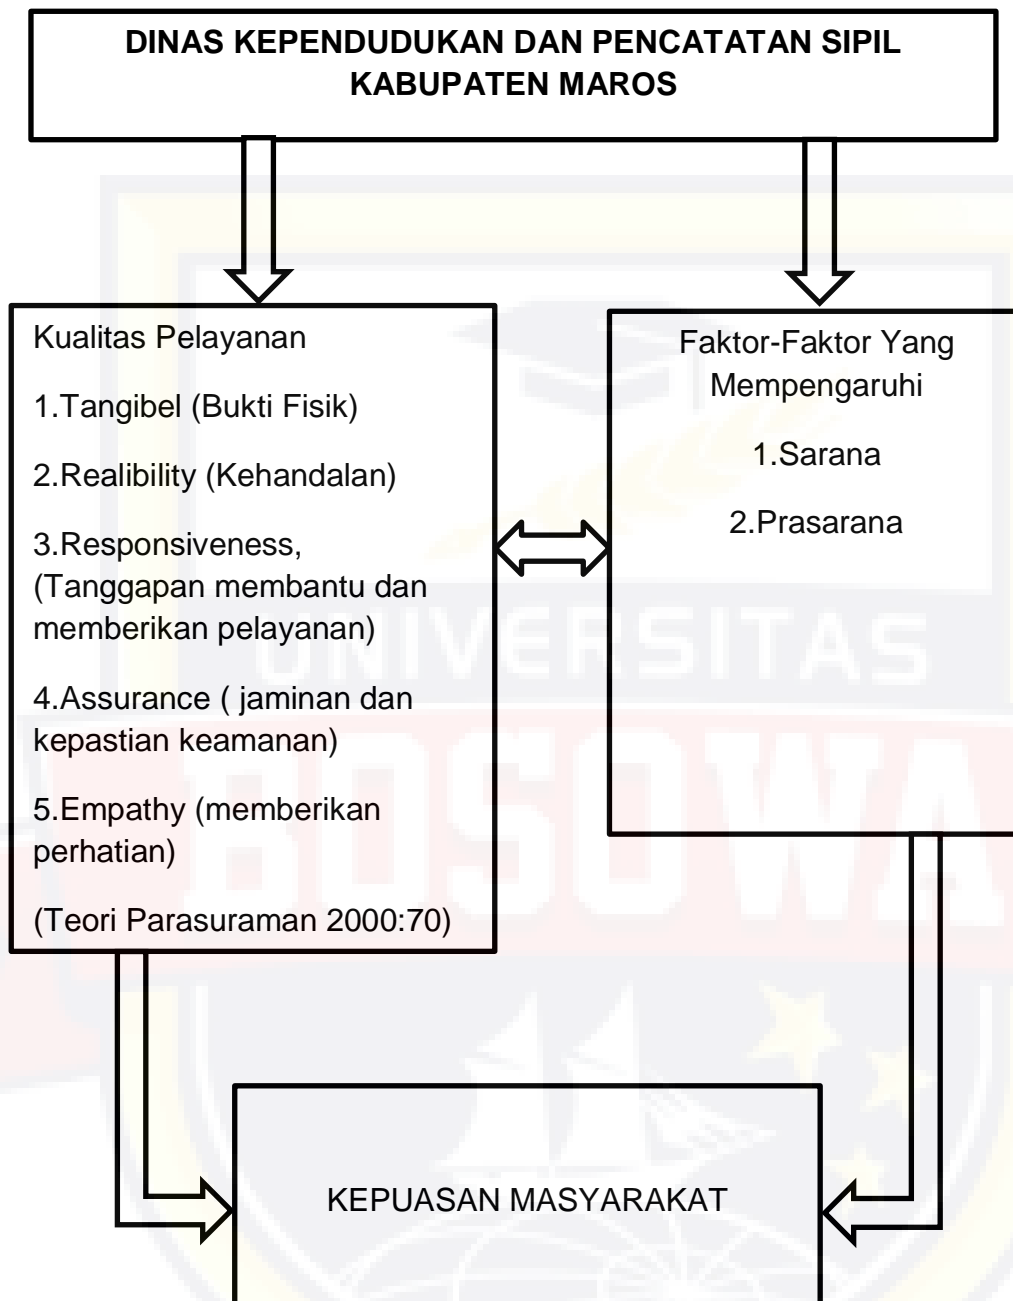 DINAS KEPENDUDUKAN DAN PENCATATAN SIPIL
KABUPATEN MAROS
Kualitas Pelayanan
1.Tangibel (Bukti Fisik)
2.Realibility (Kehandalan)
3.Responsiveness,
(Tanggapan membantu dan
memberikan pelayanan)
4.Assurance ( jaminan dan
kepastian keamanan)
5.Empathy (memberikan
perhatian)
(Teori Parasuraman 2000:70)
Faktor-Faktor Yang
Mempengaruhi
1.Sarana
2.Prasarana
UNIVERSITAS
BOSOWA
KEPUASAN MASYARAKAT